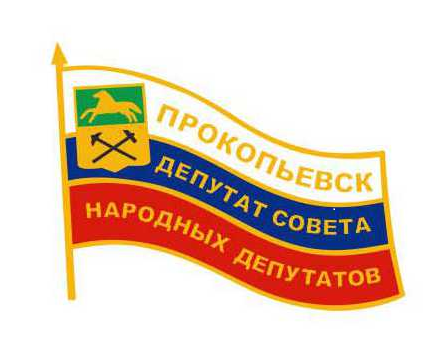 ПРОКОПЬЕВСК
ДЕПУТАТ СОВЕТА
НАРОДНЫХ ДЕПУТАТОВ